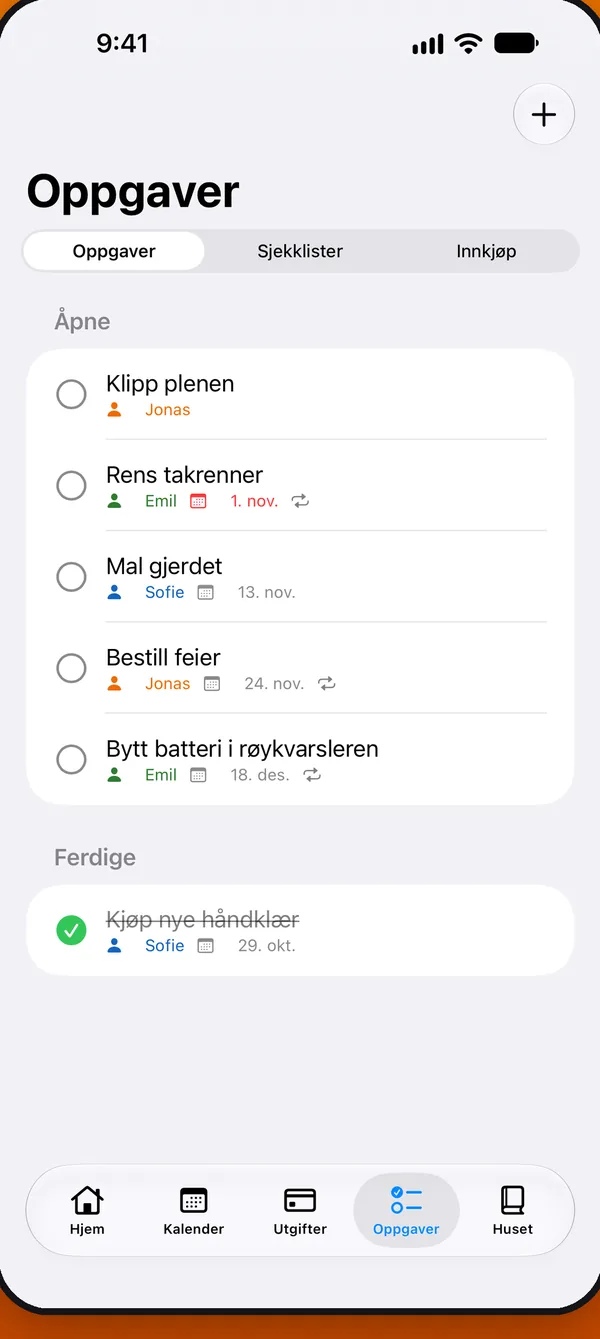 9:41
Oppgaver
Oppgaver Sjekklister Innkjøp
Åpne
Klipp plenen
Jonas
Rens takrenner
Emil 1. nov.
Mal gjerdet
Sofie 13. nov.
Bestill feier
Jonas 24. nov.
Bytt batteri i røykvarsleren
Emil 18. des.
Ferdige
Kjøp nye håndklær
Sofie 29. okt.
Hjem Kalender Utgifter Oppgaver Huset